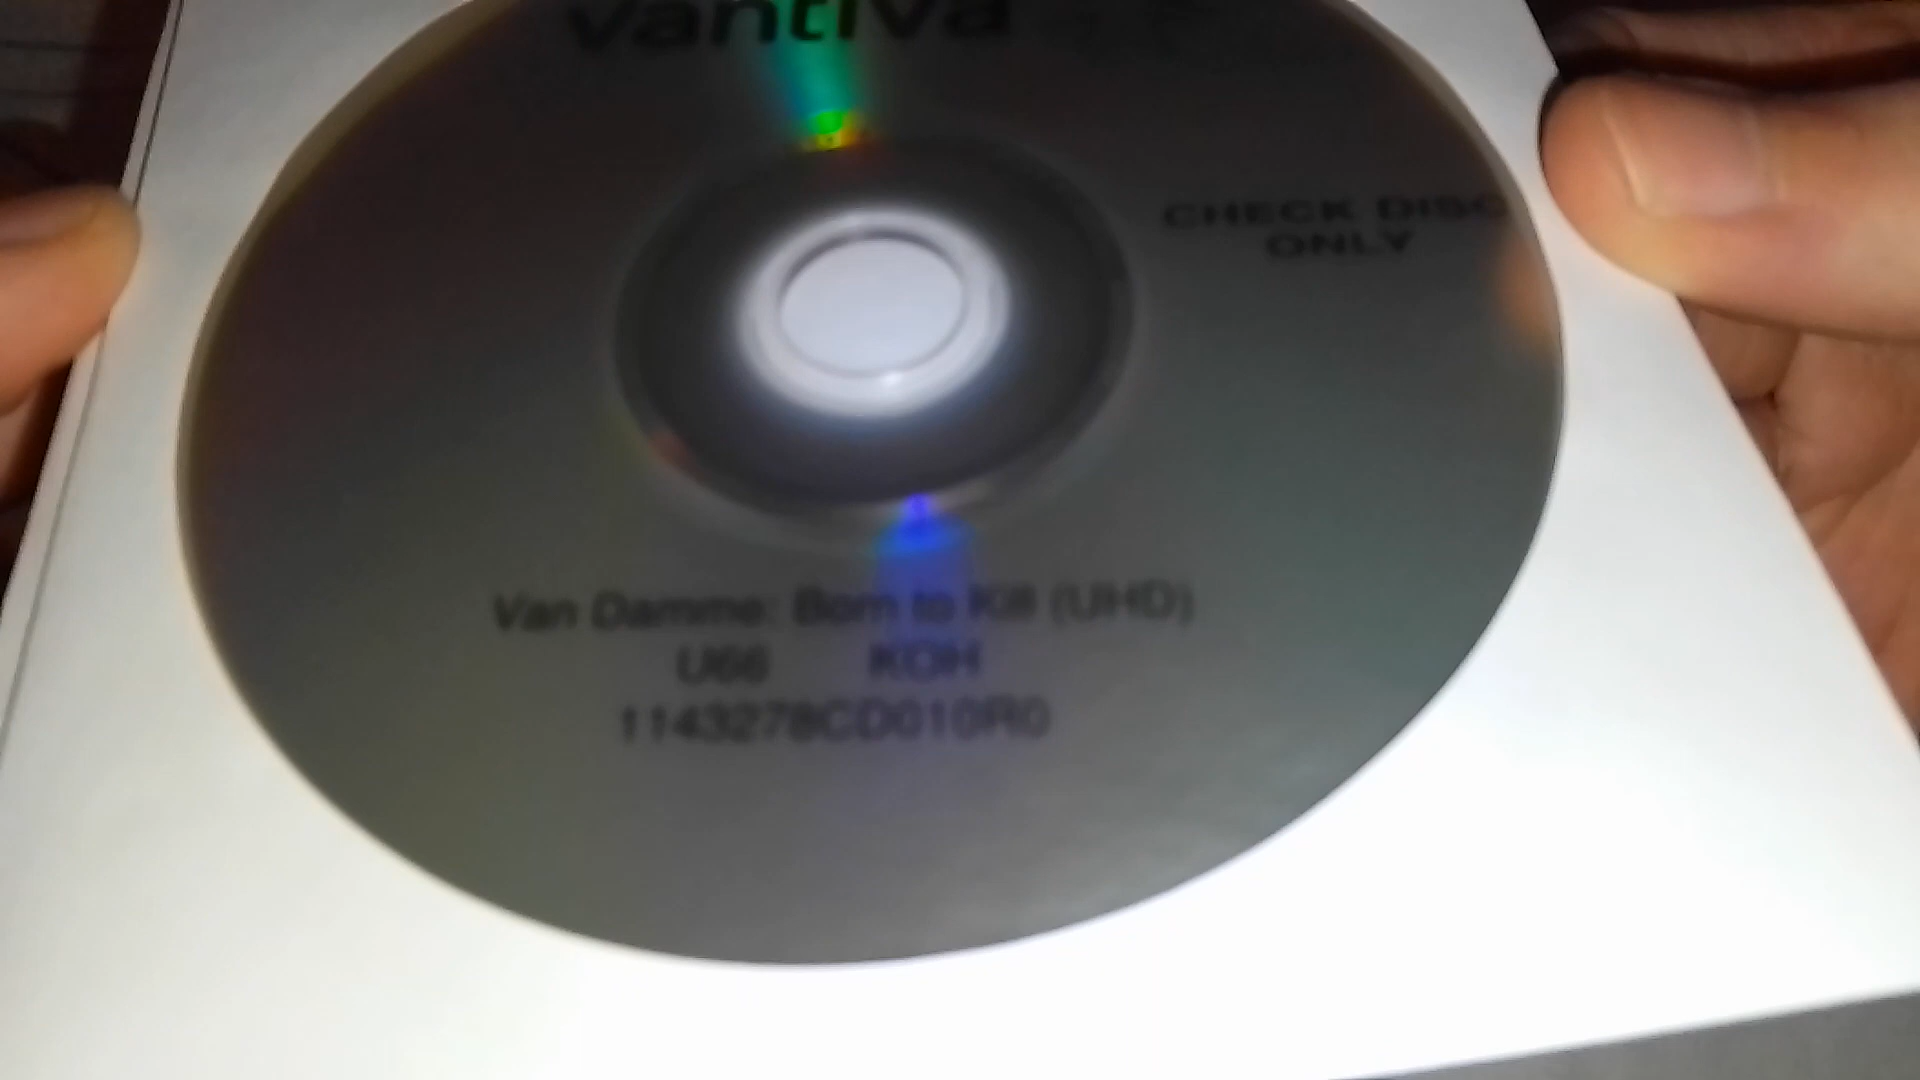 vantiva
CHECK DISC
ONLY
Van Damme: Born to Kill (UHD)
U66 KOH
1143278CD010R0